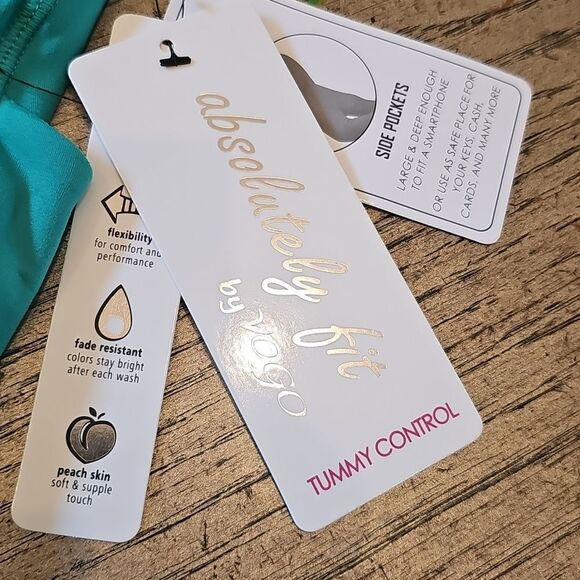 absolutely fit
by YOGO
TUMMY CONTROL
SIDE POCKETS
LARGE & DEEP ENOUGH
TO FIT A SMARTPHONE
OR USE AS SAFE PLACE FOR
YOUR KEYS, CASH,
CARDS, AND MANY MORE
flexibility
for comfort and
performance
fade resistant
colors stay bright
after each wash
peach skin
soft & supple
touch